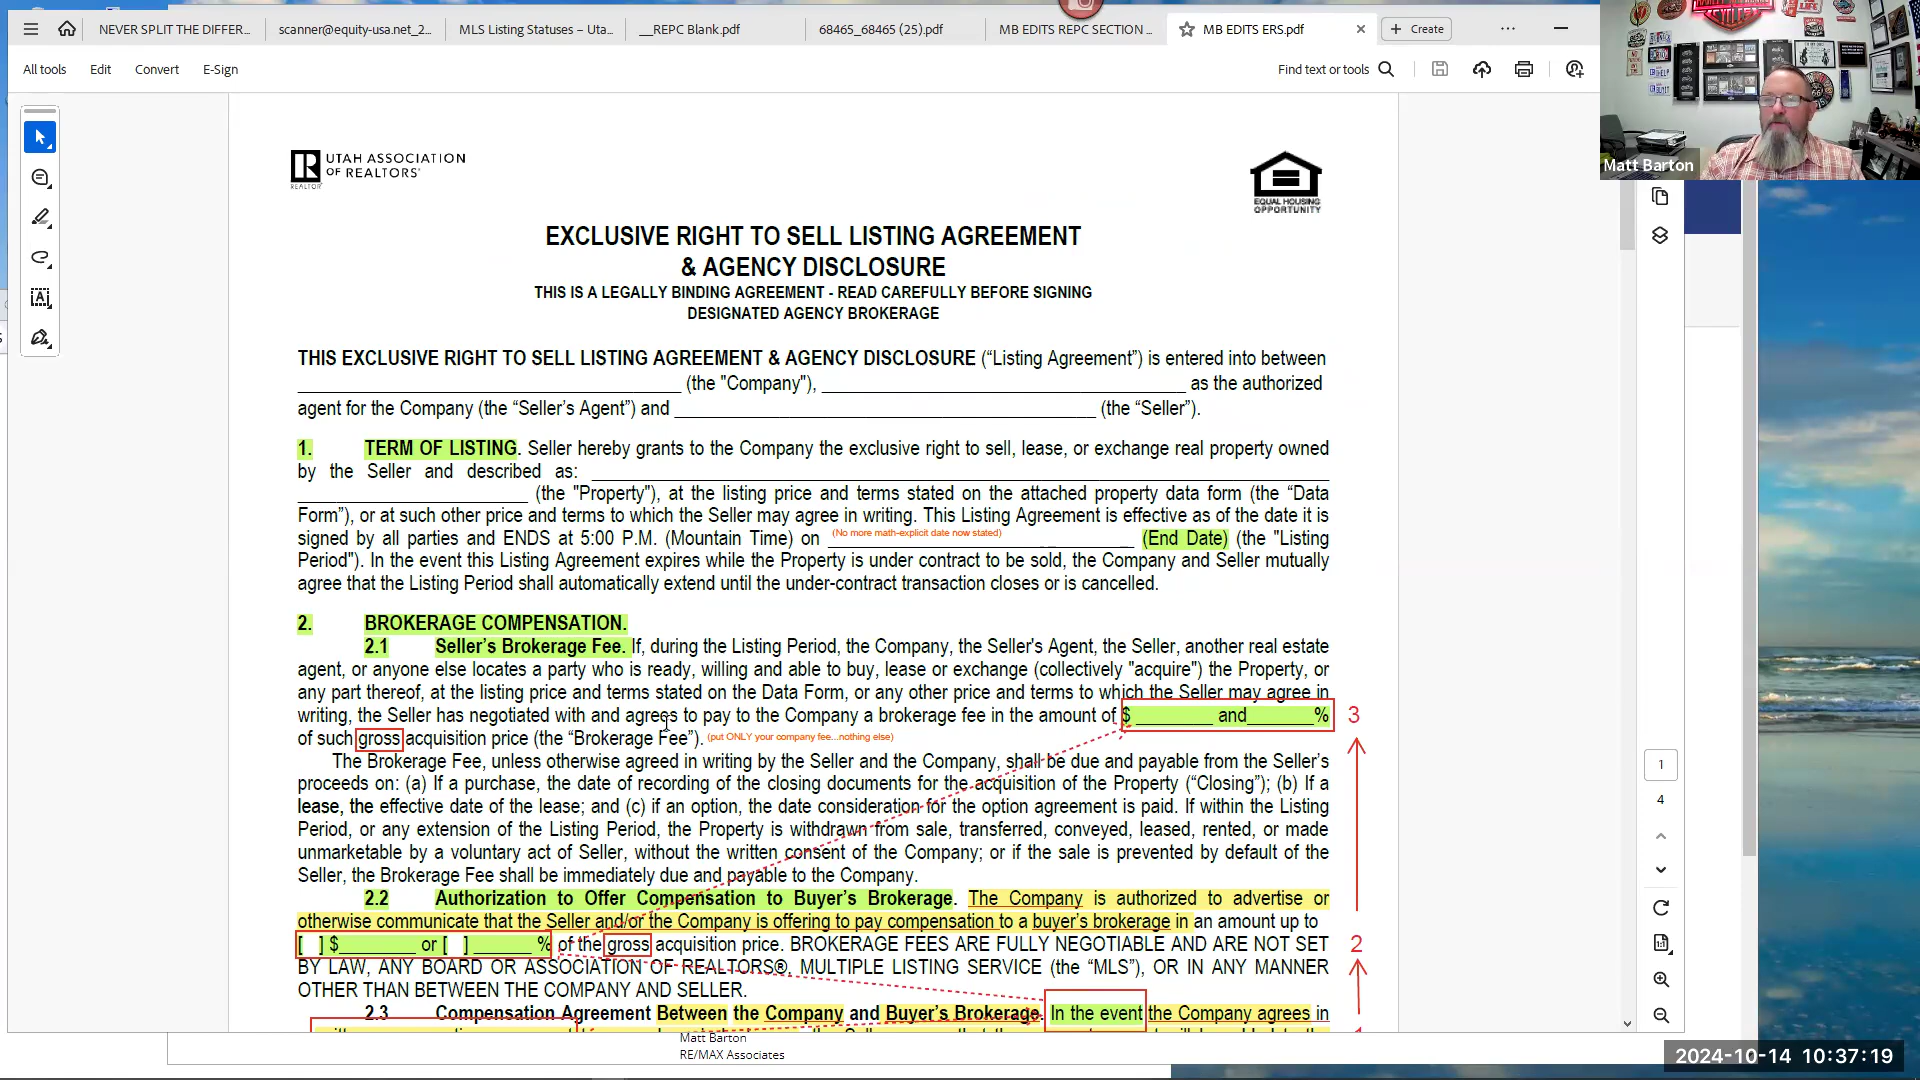 NEVER SPLIT THE DIFFER...
scanner@equity-usa.net_2...
MLS Listing Statuses – Uta...
__REPC Blank.pdf
68465_68465 (25).pdf
MB EDITS REPC SECTION ...
MB EDITS ERS.pdf
Create
All tools
Edit
Convert
E-Sign
Find text or tools
Matt Barton
UTAH ASSOCIATION
OF REALTORS®
REALTOR®
EQUAL HOUSING
OPPORTUNITY
EXCLUSIVE RIGHT TO SELL LISTING AGREEMENT
& AGENCY DISCLOSURE
THIS IS A LEGALLY BINDING AGREEMENT - READ CAREFULLY BEFORE SIGNING
DESIGNATED AGENCY BROKERAGE
THIS EXCLUSIVE RIGHT TO SELL LISTING AGREEMENT & AGENCY DISCLOSURE (“Listing Agreement”) is entered into between
______________________ (the "Company"), ______________________ as the authorized
agent for the Company (the “Seller’s Agent”) and ______________________ (the “Seller”).
1. TERM OF LISTING. Seller hereby grants to the Company the exclusive right to sell, lease, or exchange real property owned
by the Seller and described as: ______________________
______________________ (the "Property"), at the listing price and terms stated on the attached property data form (the “Data
Form”), or at such other price and terms to which the Seller may agree in writing. This Listing Agreement is effective as of the date it is
signed by all parties and ENDS at 5:00 P.M. (Mountain Time) on (No more math-explicit date now stated) (End Date) (the "Listing
Period"). In the event this Listing Agreement expires while the Property is under contract to be sold, the Company and Seller mutually
agree that the Listing Period shall automatically extend until the under-contract transaction closes or is cancelled.
2. BROKERAGE COMPENSATION.
2.1 Seller’s Brokerage Fee. If, during the Listing Period, the Company, the Seller's Agent, the Seller, another real estate
agent, or anyone else locates a party who is ready, willing and able to buy, lease or exchange (collectively "acquire") the Property, or
any part thereof, at the listing price and terms stated on the Data Form, or any other price and terms to which the Seller may agree in
writing, the Seller has negotiated with and agrees to pay to the Company a brokerage fee in the amount of $ ________ and_______% 3
of such gross acquisition price (the “Brokerage Fee”). (put ONLY your company fee...nothing else)
The Brokerage Fee, unless otherwise agreed in writing by the Seller and the Company, shall be due and payable from the Seller’s
proceeds on: (a) If a purchase, the date of recording of the closing documents for the acquisition of the Property (“Closing”); (b) If a
lease, the effective date of the lease; and (c) if an option, the date consideration for the option agreement is paid. If within the Listing
Period, or any extension of the Listing Period, the Property is withdrawn from sale, transferred, conveyed, leased, rented, or made
unmarketable by a voluntary act of Seller, without the written consent of the Company; or if the sale is prevented by default of the
Seller, the Brokerage Fee shall be immediately due and payable to the Company.
2.2 Authorization to Offer Compensation to Buyer’s Brokerage. The Company is authorized to advertise or
otherwise communicate that the Seller and/or the Company is offering to pay compensation to a buyer’s brokerage in an amount up to
[ ] $________ or [ ] ______% of the gross acquisition price. BROKERAGE FEES ARE FULLY NEGOTIABLE AND ARE NOT SET 2
BY LAW, ANY BOARD OR ASSOCIATION OF REALTORS®, MULTIPLE LISTING SERVICE (the “MLS”), OR IN ANY MANNER
OTHER THAN BETWEEN THE COMPANY AND SELLER.
2.3 Compensation Agreement Between the Company and Buyer’s Brokerage. In the event the Company agrees in
1
4
Matt Barton
RE/MAX Associates
2024-10-14 10:37:19